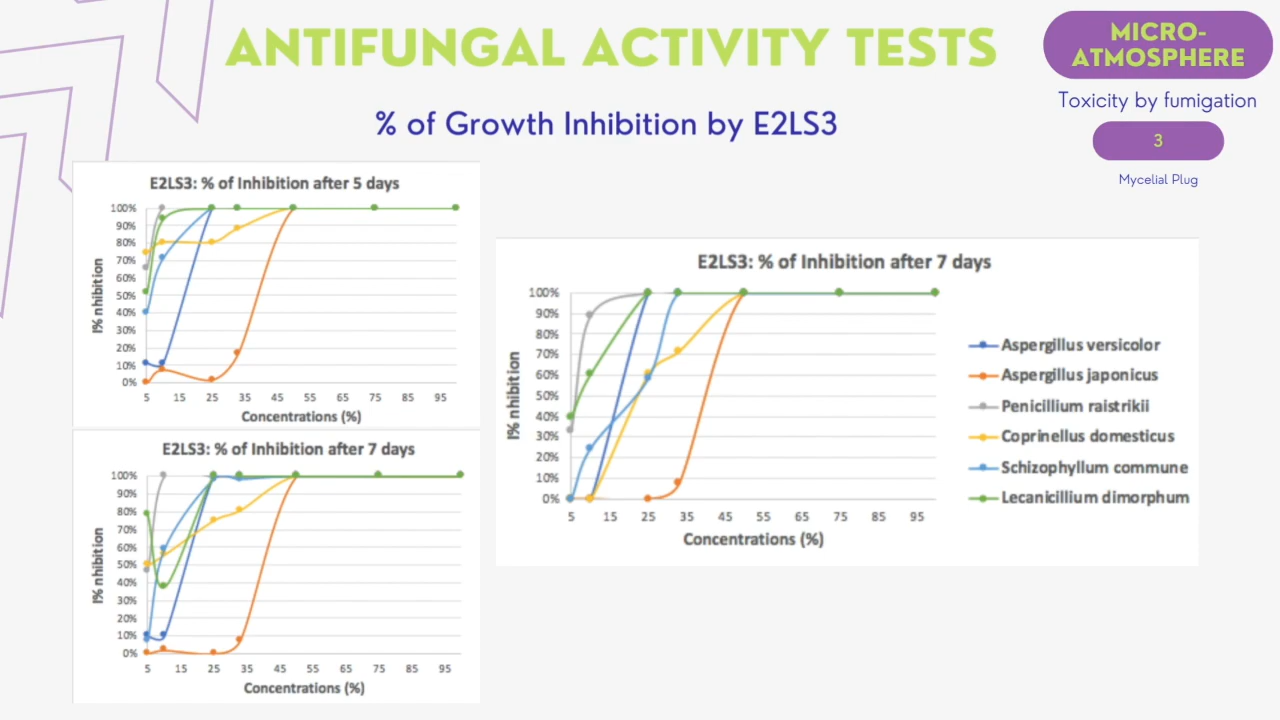 ANTIFUNGAL ACTIVITY TESTS
MICRO-
ATMOSPHERE
Toxicity by fumigation
3
Mycelial Plug
% of Growth Inhibition by E2LS3
E2LS3: % of Inhibition after 5 days
100%
90%
80%
70%
60%
50%
40%
30%
20%
10%
0%
I% nhibition
5 15 25 35 45 55 65 75 85 95
Concentrations (%)
E2LS3: % of Inhibition after 7 days
100%
90%
80%
70%
60%
50%
40%
30%
20%
10%
0%
I% nhibition
5 15 25 35 45 55 65 75 85 95
Concentrations (%)
E2LS3: % of Inhibition after 7 days
100%
90%
80%
70%
60%
50%
40%
30%
20%
10%
0%
I% nhibition
5 15 25 35 45 55 65 75 85 95
Concentrations (%)
Aspergillus versicolor
Aspergillus japonicus
Penicillium raistrikii
Coprinellus domesticus
Schizophyllum commune
Lecanicillium dimorphum